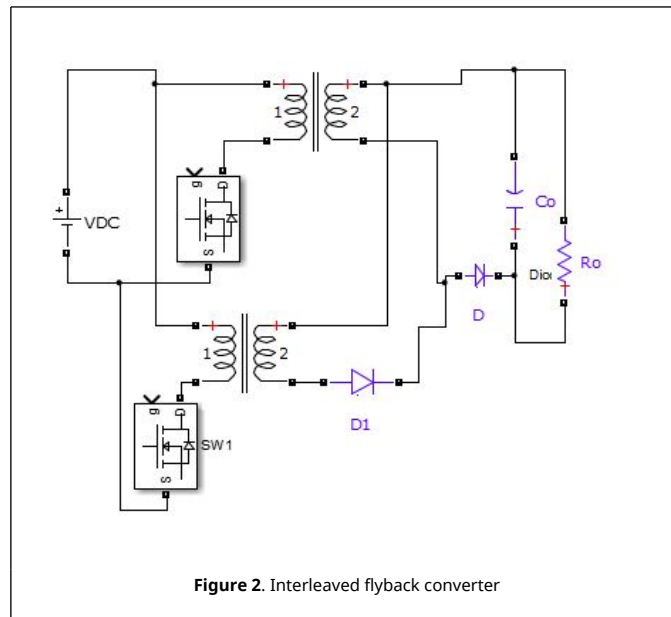 1
2
g
D
S
VDC
Co
Ro
Dio
D
1
2
D1
g
D
S
SW1
Figure 2. Interleaved flyback converter